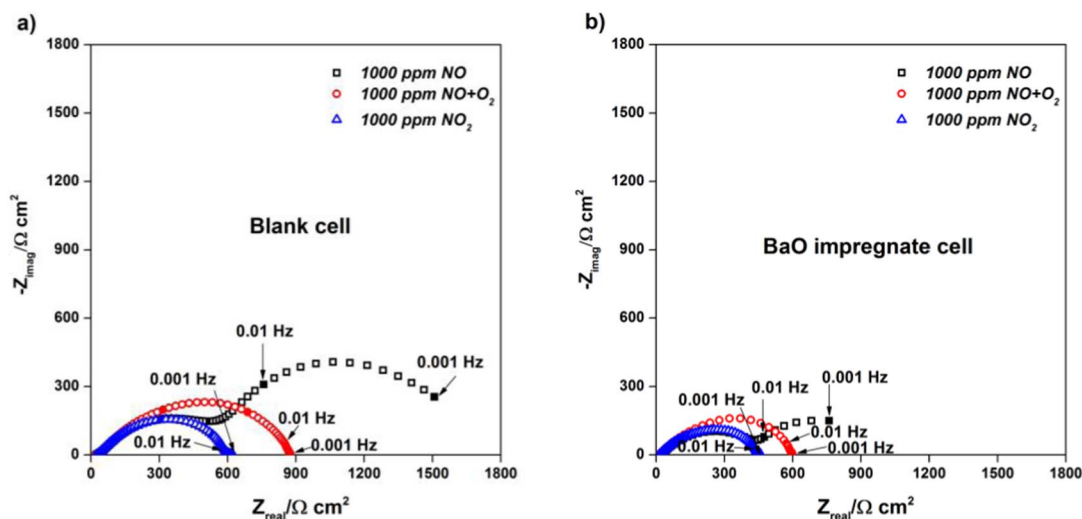 a)
1800
1500
1200
900
600
300
0
-Z_imag/Ω cm²
1000 ppm NO
1000 ppm NO+O₂
1000 ppm NO₂
Blank cell
0.01 Hz
0.001 Hz
0.001 Hz
0.01 Hz
0.01 Hz
0.001 Hz
0 300 600 900 1200 1500 1800
Z_real/Ω cm²
b)
1800
1500
1200
900
600
300
0
-Z_imag/Ω cm²
1000 ppm NO
1000 ppm NO+O₂
1000 ppm NO₂
BaO impregnate cell
0.001 Hz
0.001 Hz
0.01 Hz
0.01 Hz
0.01 Hz
0.001 Hz
0 300 600 900 1200 1500 1800
Z_real/Ω cm²